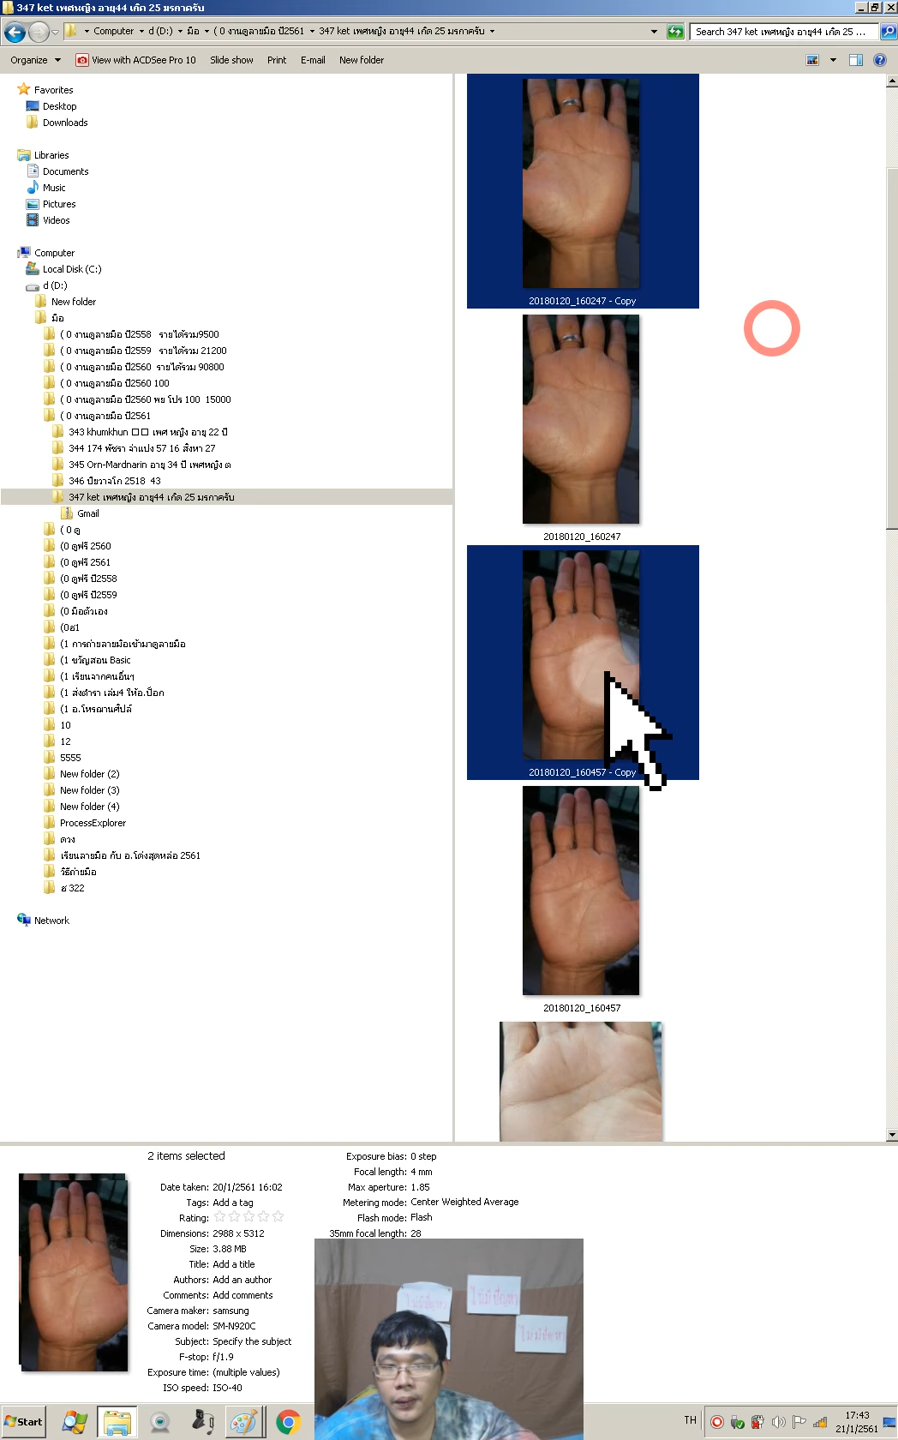 347 ket เพศหญิง อายุ44 เกิด 25 มรกาครับ
Computer
d (D:)
มือ
( 0 งานดูลายมือ ปี2561
347 ket เพศหญิง อายุ44 เกิด 25 มรกาครับ
Search 347 ket เพศหญิง อายุ44 เกิด 25 ...
Organize
View with ACDSee Pro 10
Slide show
Print
E-mail
New folder
Favorites
Desktop
Downloads
Libraries
Documents
Music
Pictures
Videos
Computer
Local Disk (C:)
d (D:)
New folder
มือ
( 0 งานดูลายมือ ปี2558 รายได้รวม9500
( 0 งานดูลายมือ ปี2559 รายได้รวม 21200
( 0 งานดูลายมือ ปี2560 รายได้รวม 90800
( 0 งานดูลายมือ ปี2560 100
( 0 งานดูลายมือ ปี2560 พย โปร 100 15000
( 0 งานดูลายมือ ปี2561
343 khumkhun □□ เพศ หญิง อายุ 22 ปี
344 174 พัชรา จำแปง 57 16 สิงหา 27
345 Orn-Mardnarin อายุ 34 ปี เพศหญิง ต
346 ปิยวาจโก 2518 43
347 ket เพศหญิง อายุ44 เกิด 25 มรกาครับ
Gmail
( 0 ดู
(0 ดูฟรี 2560
(0 ดูฟรี 2561
(0 ดูฟรี ปี2558
(0 ดูฟรี ปี2559
(0 มือตัวเอง
(0ฮ1
(1 การถ่ายลายมือเข้ามาดูลายมือ
(1 ขวัญสอน Basic
(1 เรียนจากคนอื่นๆ
(1 ส่งตำรา เล่ม4 ให้อ.ป็อก
(1 อ.โหรฌานศีปส์
10
12
5555
New folder (2)
New folder (3)
New folder (4)
ProcessExplorer
ดวง
เรียนลายมือ กับ อ.โด่งสุดหล่อ 2561
วิธีถ่ายมือ
ฮ 322
Network
20180120_160247 - Copy
20180120_160247
20180120_160457 - Copy
20180120_160457
2 items selected
Date taken: 20/1/2561 16:02
Tags: Add a tag
Rating:
Dimensions: 2988 x 5312
Size: 3.88 MB
Title: Add a title
Authors: Add an author
Comments: Add comments
Camera maker: samsung
Camera model: SM-N920C
Subject: Specify the subject
F-stop: f/1.9
Exposure time: (multiple values)
ISO speed: ISO-40
Exposure bias: 0 step
Focal length: 4 mm
Max aperture: 1.85
Metering mode: Center Weighted Average
Flash mode: Flash
35mm focal length: 28
ไม่มีปัญหา
ไม่มีปัญหา
ไม่มีปัญหา
Start
TH
17:43
21/1/2561